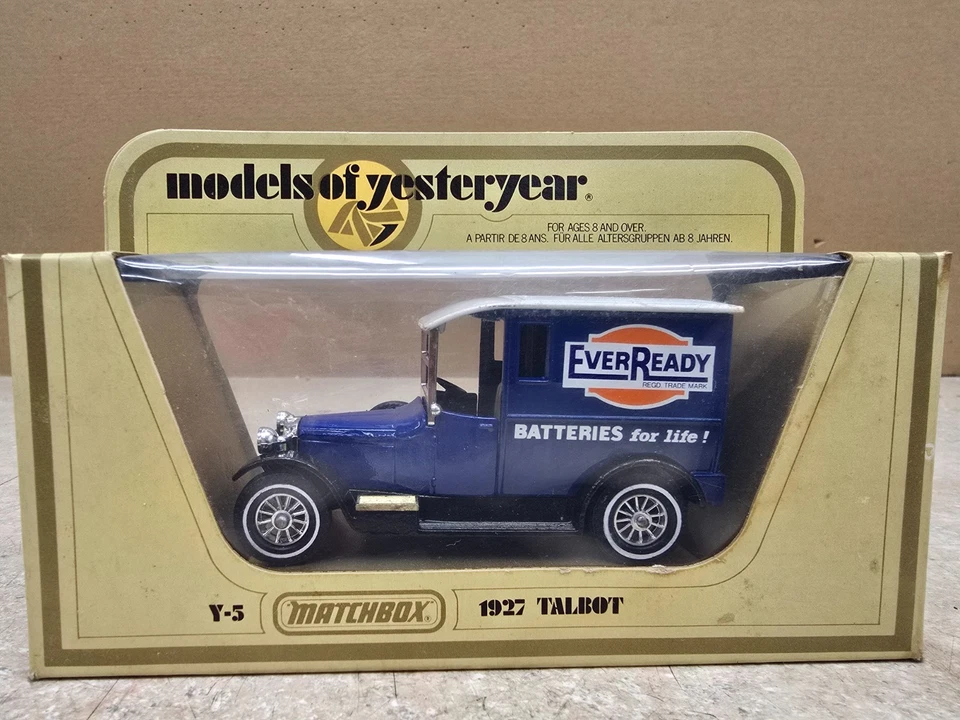 models of yesteryear®
FOR AGES 8 AND OVER.
A PARTIR DE 8 ANS. FÜR ALLE ALTERSGRUPPEN AB 8 JAHREN.
EVERREADY
REGD. TRADE MARK
BATTERIES for life!
Y-5 MATCHBOX® 1927 TALBOT